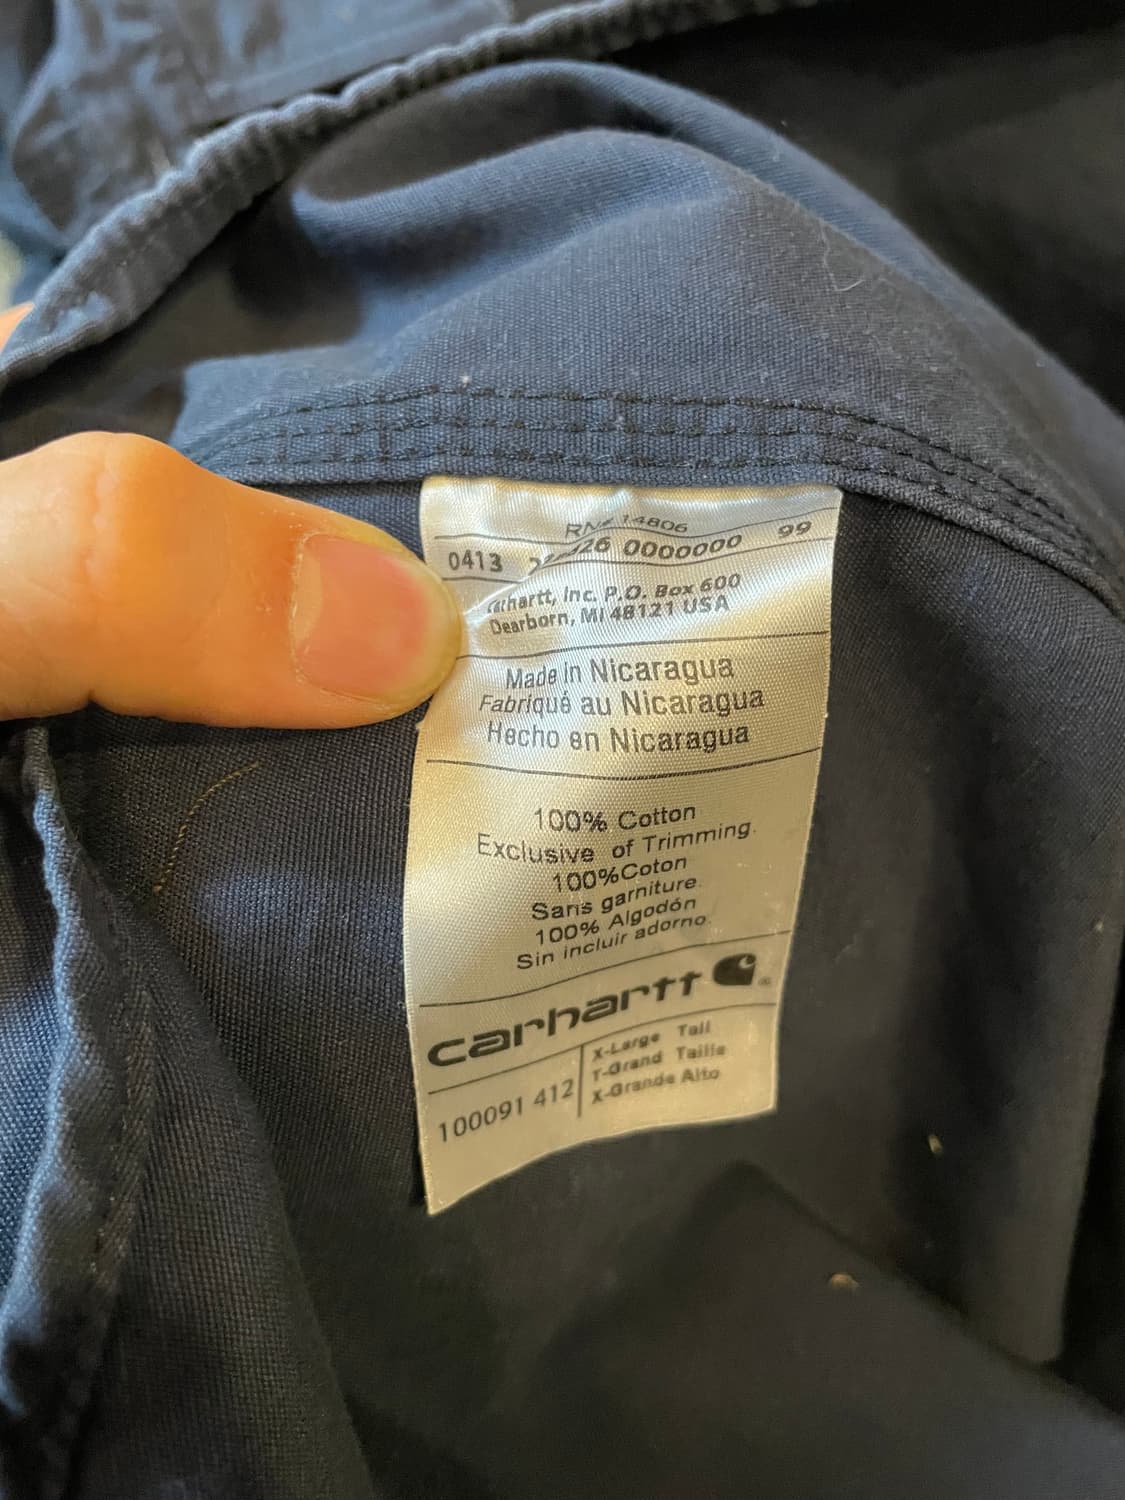 RN# 14806
0413 0000000 99
Carhartt, Inc. P.O. Box 600
Dearborn, MI 48121 USA
Made In Nicaragua
Fabriqué au Nicaragua
Hecho en Nicaragua
100% Cotton
Exclusive of Trimming.
100%Coton
Sans garniture.
100% Algodón
Sin incluir adorno.
carhartt
100091 412
X-Large Tall
T-Grand Taille
X-Grande Alto